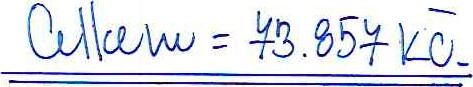 Celkem = 73.857 Kč-